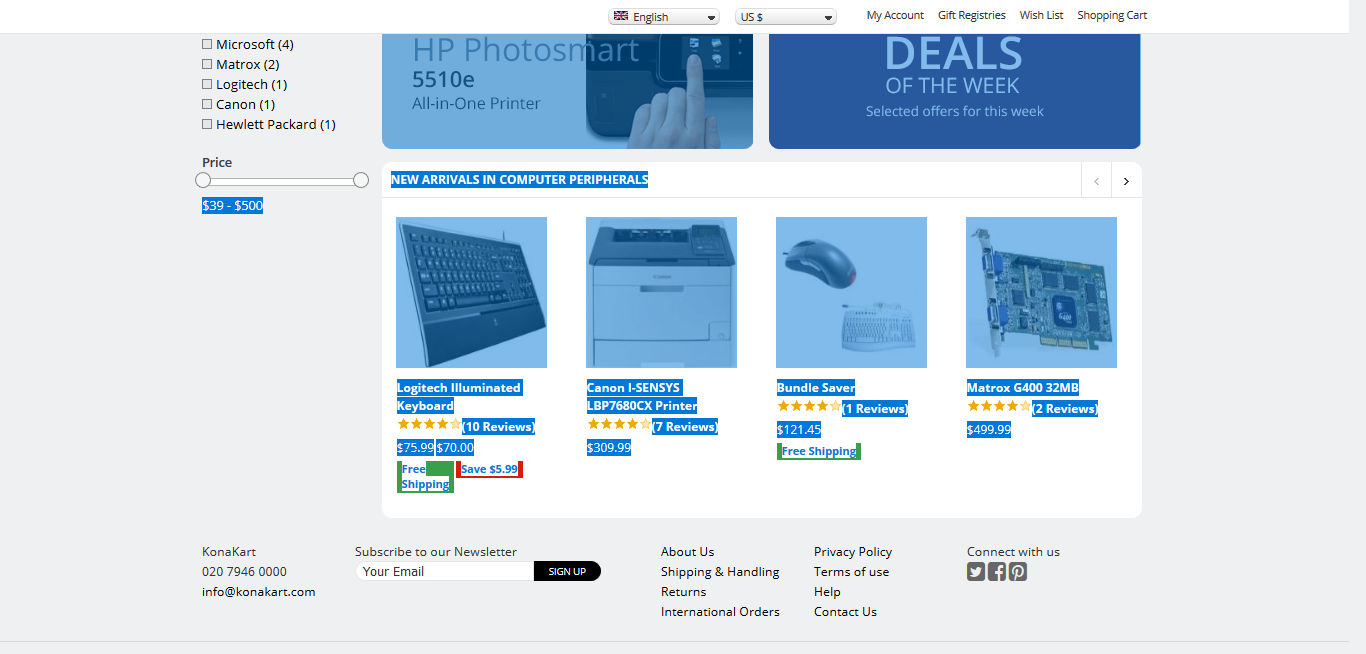 English
US $
My Account
Gift Registries
Wish List
Shopping Cart
Microsoft (4)
Matrox (2)
Logitech (1)
Canon (1)
Hewlett Packard (1)
Price
$39 - $500
HP Photosmart
5510e
All-in-One Printer
DEALS
OF THE WEEK
Selected offers for this week
NEW ARRIVALS IN COMPUTER PERIPHERALS
Logitech Illuminated
Keyboard
(10 Reviews)
$75.99 $70.00
Free Shipping
Save $5.99
Canon I-SENSYS
LBP7680CX Printer
(7 Reviews)
$309.99
Bundle Saver
(1 Reviews)
$121.45
Free Shipping
Matrox G400 32MB
(2 Reviews)
$499.99
KonaKart
020 7946 0000
info@konakart.com
Subscribe to our Newsletter
Your Email
SIGN UP
About Us
Shipping & Handling
Returns
International Orders
Privacy Policy
Terms of use
Help
Contact Us
Connect with us